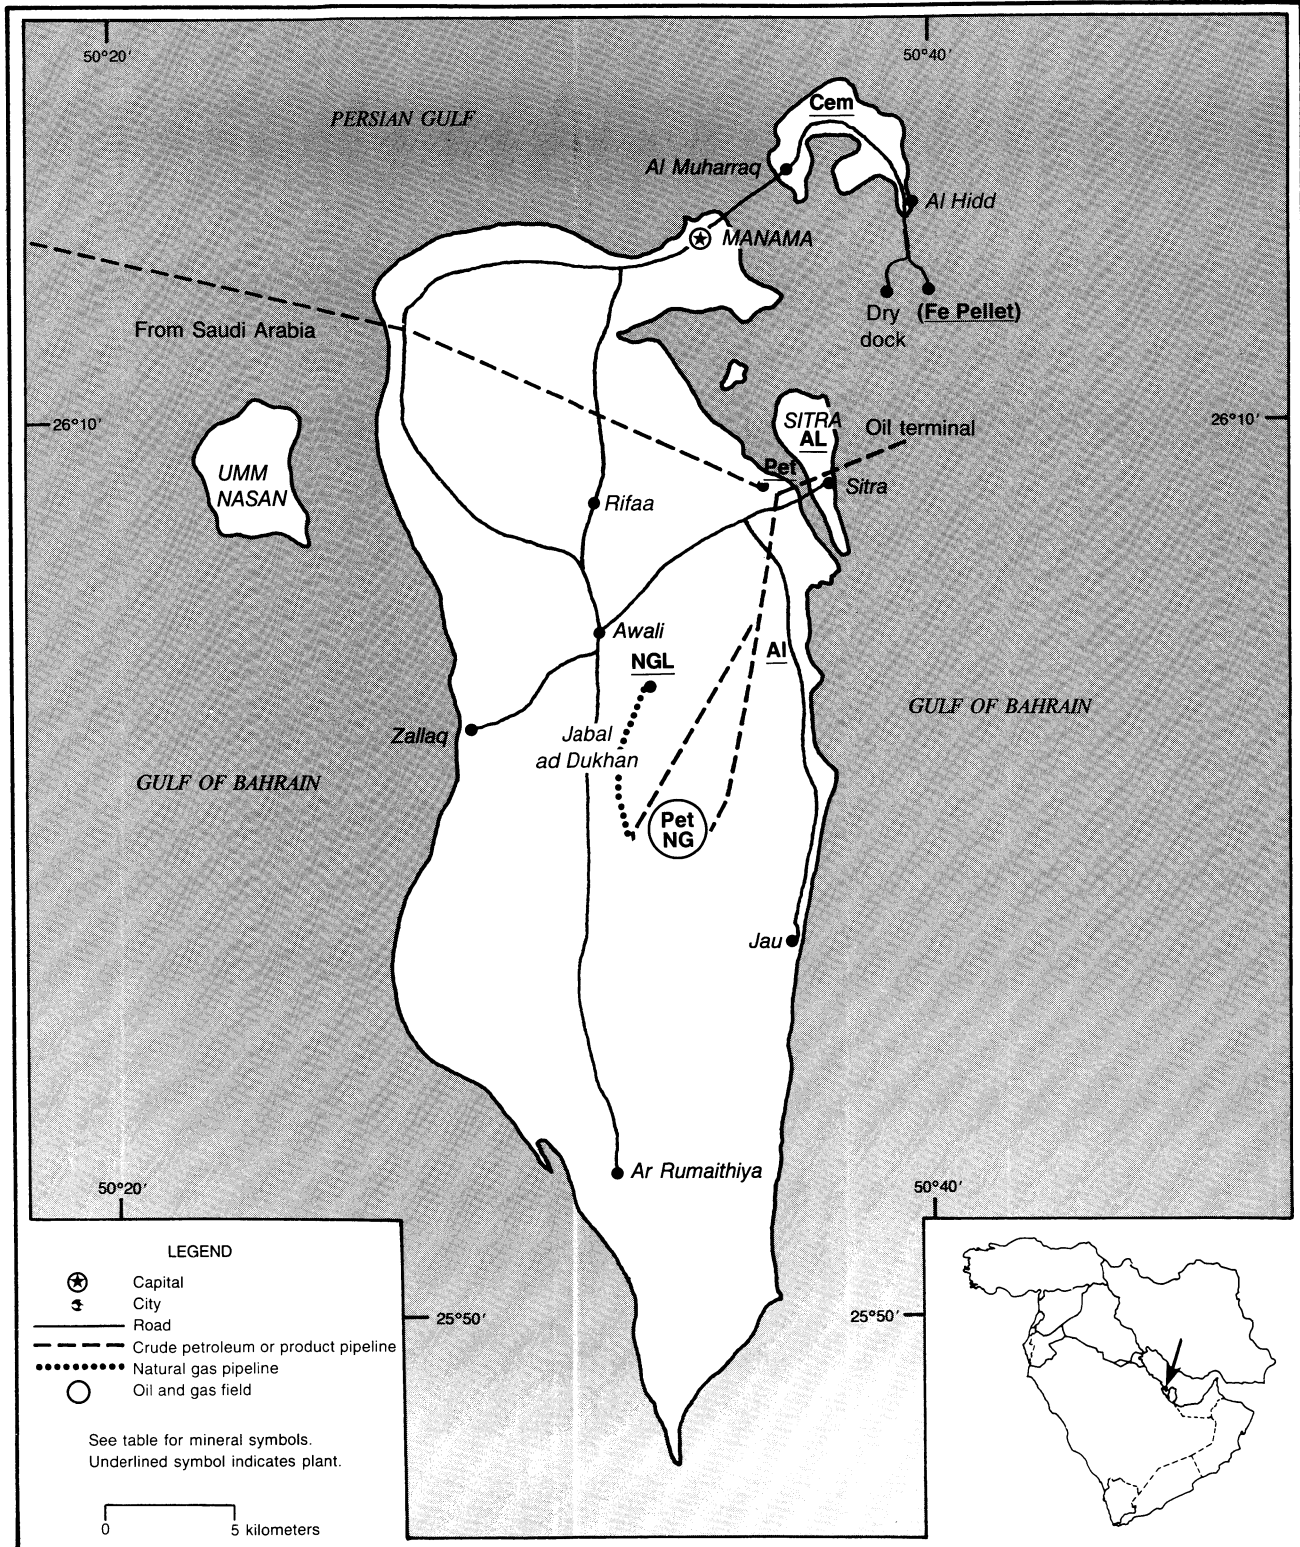 50°20′
50°40′
PERSIAN GULF
Cem
Al Muharraq
Al Hidd
MANAMA
From Saudi Arabia
Dry
dock
(Fe Pellet)
26°10′
26°10′
SITRA
AL
Oil terminal
UMM
NASAN
Pet
Sitra
Rifaa
Awali
NGL
Al
GULF OF BAHRAIN
Zallaq
Jabal
ad Dukhan
GULF OF BAHRAIN
Pet
NG
Jau
Ar Rumaithiya
50°20′
50°40′
LEGEND
Capital
City
Road
Crude petroleum or product pipeline
Natural gas pipeline
Oil and gas field
25°50′
25°50′
See table for mineral symbols.
Underlined symbol indicates plant.
0 5 kilometers